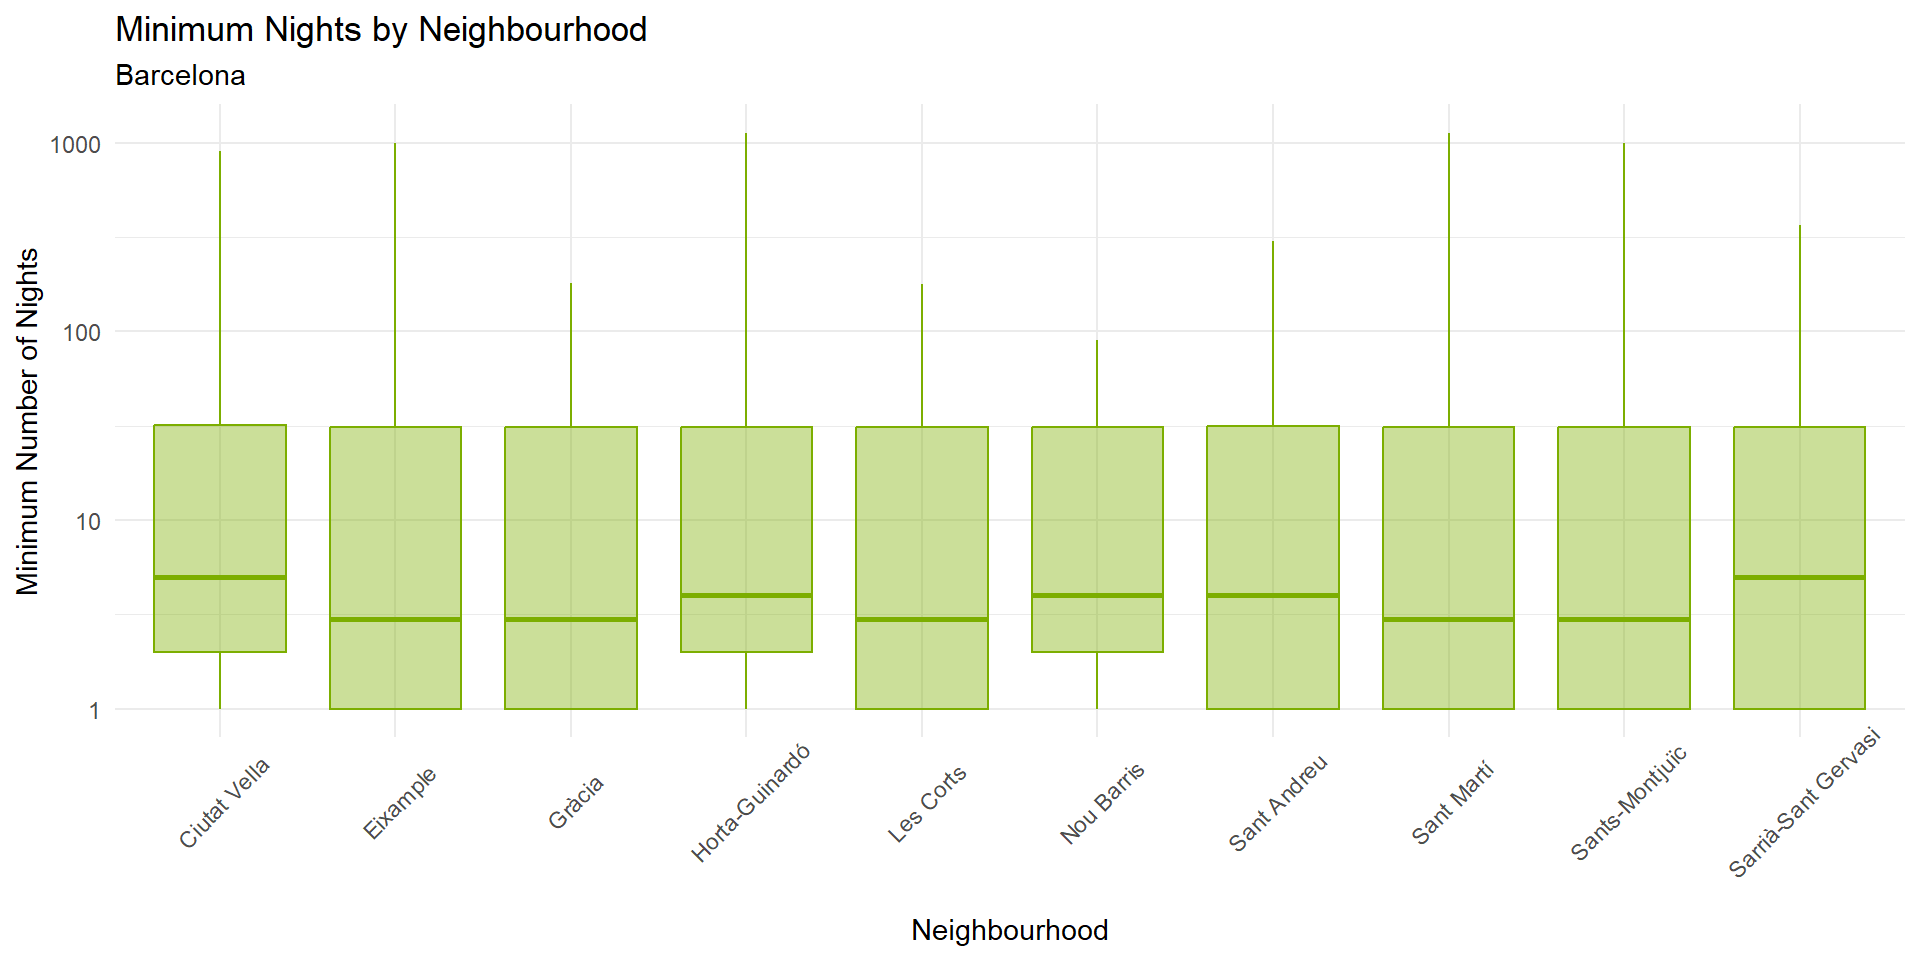 Minimum Nights by Neighbourhood
Barcelona
Minimum Number of Nights
1000
100
10
1
Ciutat Vella
Eixample
Gràcia
Horta-Guinardó
Les Corts
Nou Barris
Sant Andreu
Sant Martí
Sants-Montjuïc
Sarrià-Sant Gervasi
Neighbourhood